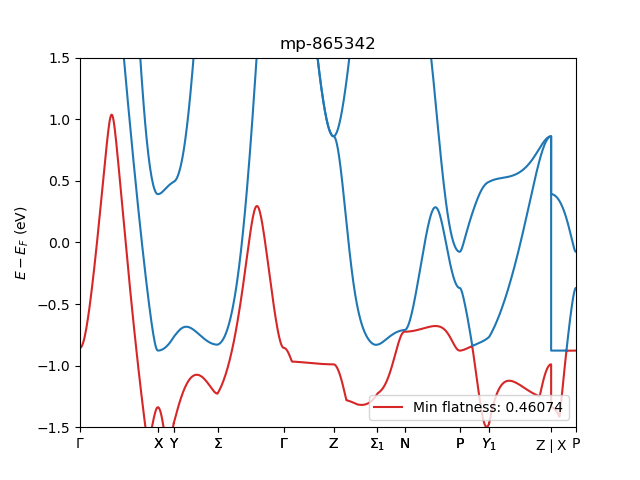 mp-865342
E − E_F (eV)
1.5
1.0
0.5
0.0
−0.5
−1.0
−1.5
Min flatness: 0.46074
Γ X Y Σ Γ Z Σ₁ N P Y₁ Z | X P